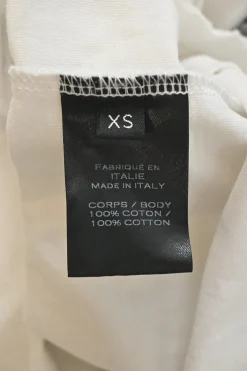 XS
FABRIQUÉ EN
ITALIE
MADE IN ITALY
CORPS / BODY
100% COTON /
100% COTTON